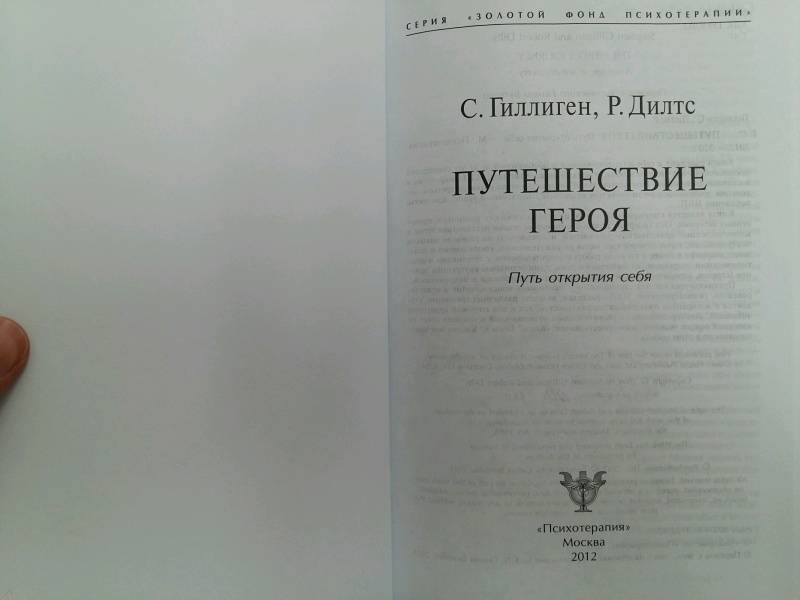 СЕРИЯ «ЗОЛОТОЙ ФОНД ПСИХОТЕРАПИИ»
С. Гиллиген, Р. Дилтс
ПУТЕШЕСТВИЕ
ГЕРОЯ
Путь открытия себя
«Психотерапия»
Москва
2012